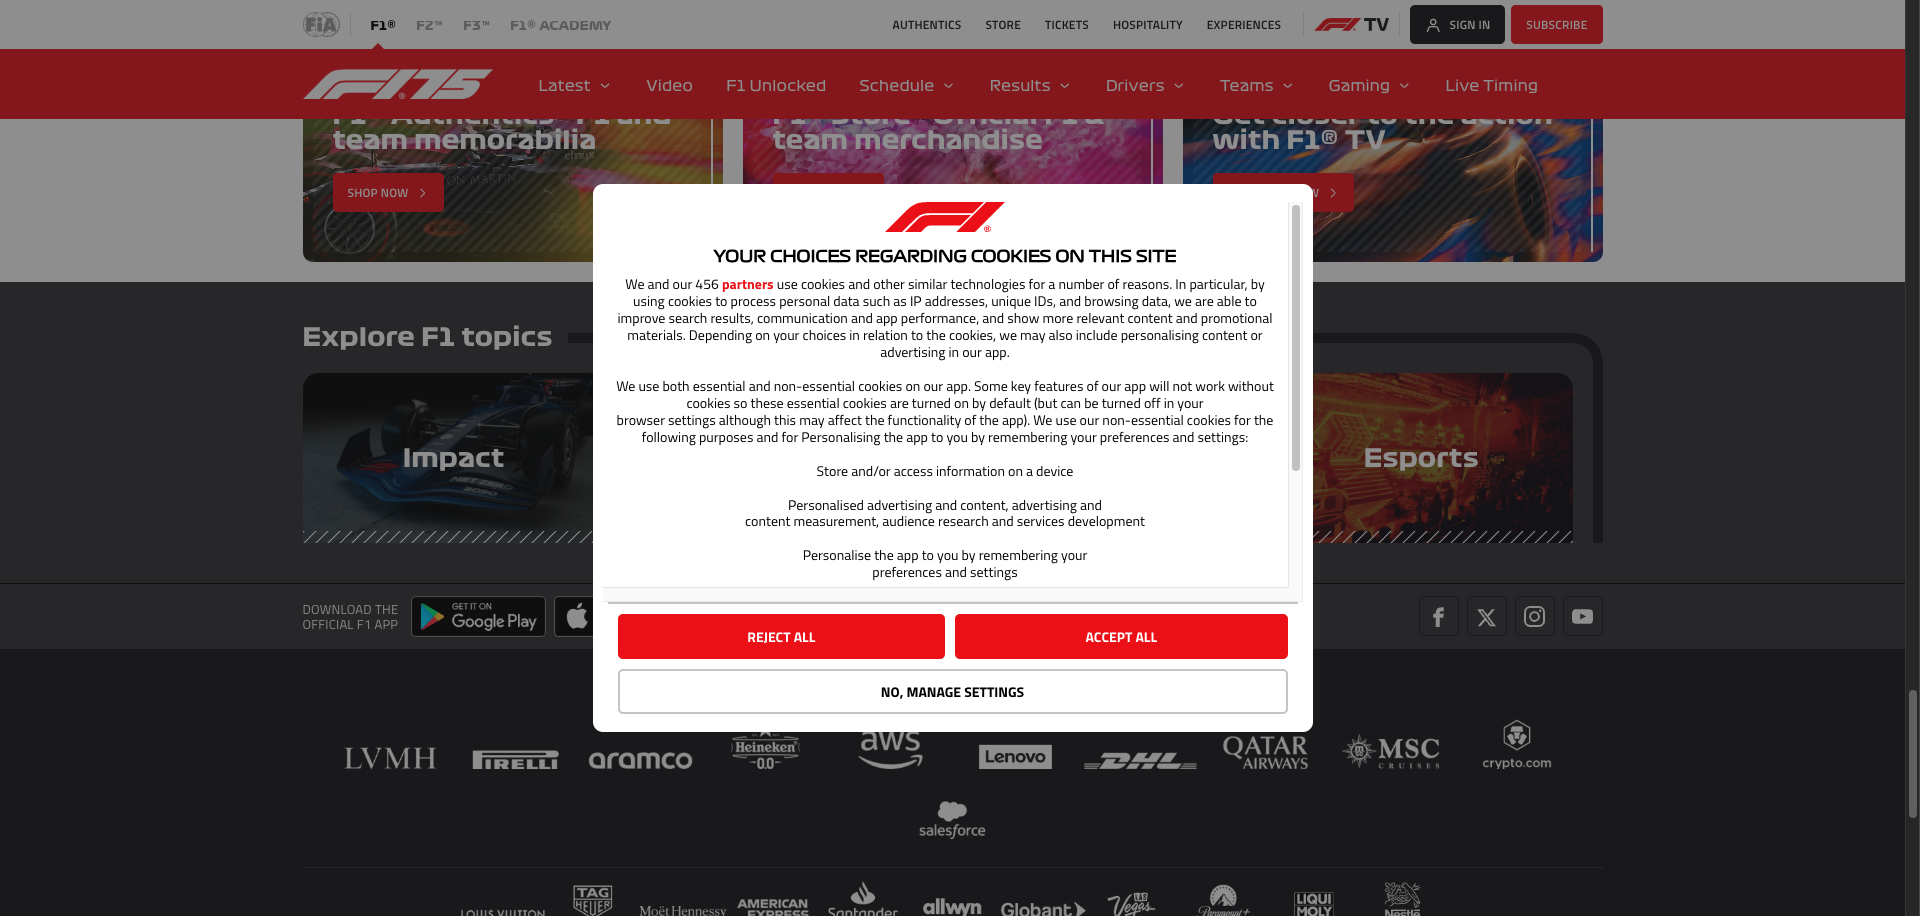 FIA
F1®
F2™
F3™
F1® ACADEMY
AUTHENTICS
STORE
TICKETS
HOSPITALITY
EXPERIENCES
F1 TV
SIGN IN
SUBSCRIBE
F1 75
Latest
Video
F1 Unlocked
Schedule
Results
Drivers
Teams
Gaming
Live Timing
team memorabilia
SHOP NOW
team merchandise
Get closer to the action
with F1® TV
YOUR CHOICES REGARDING COOKIES ON THIS SITE
We and our 456 partners use cookies and other similar technologies for a number of reasons. In particular, by
using cookies to process personal data such as IP addresses, unique IDs, and browsing data, we are able to
improve search results, communication and app performance, and show more relevant content and promotional
materials. Depending on your choices in relation to the cookies, we may also include personalising content or
advertising in our app.
We use both essential and non-essential cookies on our app. Some key features of our app will not work without
cookies so these essential cookies are turned on by default (but can be turned off in your
browser settings although this may affect the functionality of the app). We use our non-essential cookies for the
following purposes and for Personalising the app to you by remembering your preferences and settings:
Store and/or access information on a device
Personalised advertising and content, advertising and
content measurement, audience research and services development
Personalise the app to you by remembering your
preferences and settings
REJECT ALL
ACCEPT ALL
NO, MANAGE SETTINGS
Explore F1 topics
Impact
Esports
DOWNLOAD THE
OFFICIAL F1 APP
GET IT ON
Google Play
LVMH
PIRELLI
aramco
Heineken
0.0
aws
Lenovo
DHL
QATAR
AIRWAYS
MSC
CRUISES
crypto.com
salesforce
LOUIS VUITTON
TAG
HEUER
Moët Hennessy
AMERICAN
EXPRESS
Santander
allwyn
Globant
LAS
Vegas
Paramount+
LIQUI
MOLY
Nestlé